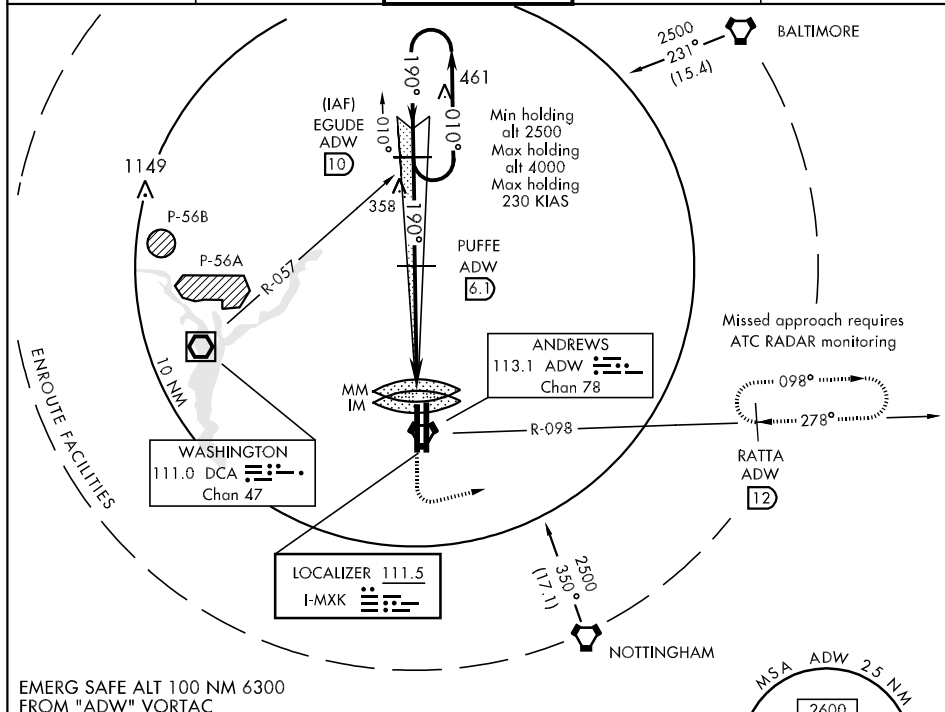 2500
231°
(15.4)
BALTIMORE
190°
461
010°
(IAF)
EGUDE
ADW
10
010°
Min holding
alt 2500
Max holding
alt 4000
Max holding
230 KIAS
1149
358
190°
P-56B
P-56A
R-057
PUFFE
ADW
6.1
Missed approach requires
ATC RADAR monitoring
ANDREWS
113.1 ADW
Chan 78
MM
IM
098°
278°
R-098
RATTA
ADW
12
10 NM
ENROUTE FACILITIES
WASHINGTON
111.0 DCA
Chan 47
LOCALIZER 111.5
I-MXK
2500
350°
(17.1)
NOTTINGHAM
EMERG SAFE ALT 100 NM 6300
FROM "ADW" VORTAC
MSA ADW 25 NM
2600